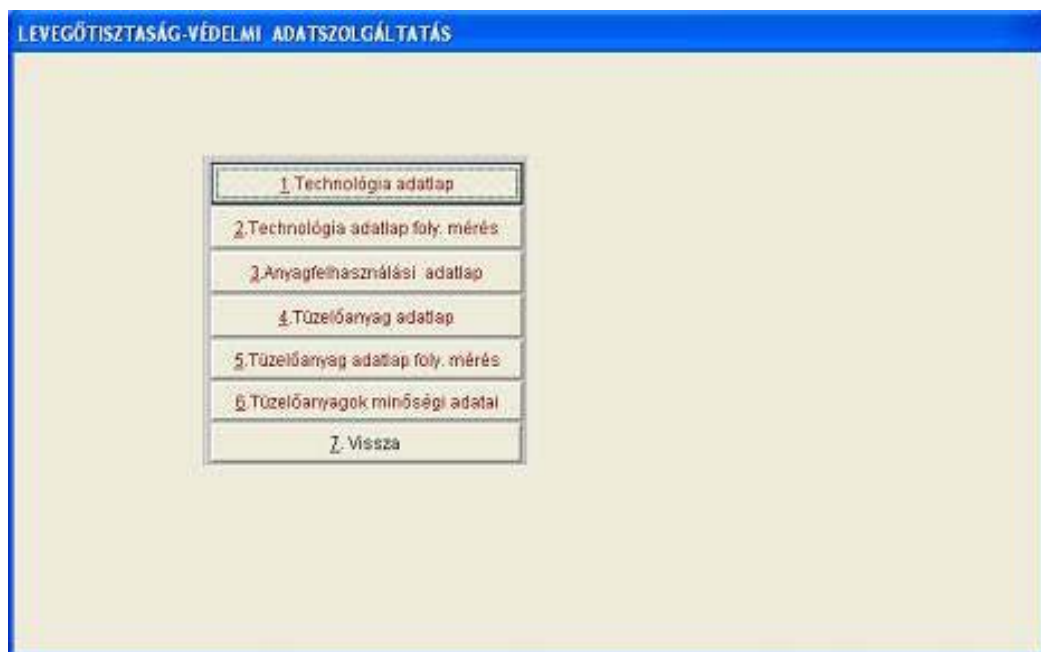 LEVEGŐTISZTASÁG-VÉDELMI ADATSZOLGÁLTATÁS
1.Technológia adatlap
2.Technológia adatlap foly. mérés
3.Anyagfelhasználási adatlap
4.Tüzelőanyag adatlap
5.Tüzelőanyag adatlap foly. mérés
6.Tüzelőanyagok minőségi adatai
7. Vissza